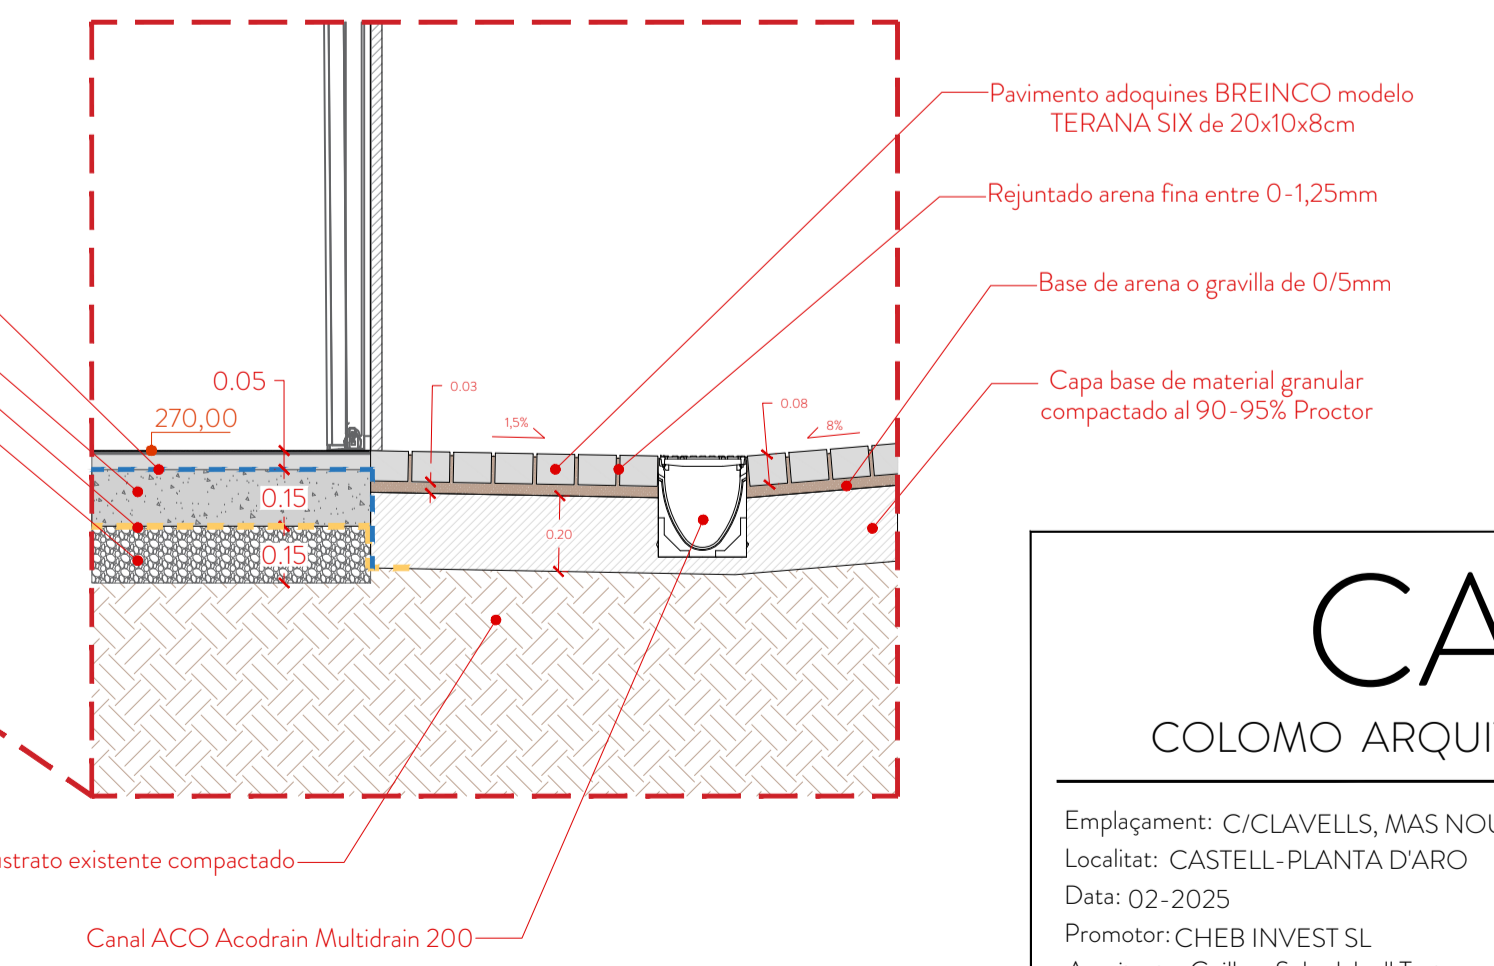 Pavimento adoquines BREINCO modelo
TERANA SIX de 20x10x8cm
Rejuntado arena fina entre 0-1,25mm
Base de arena o gravilla de 0/5mm
Capa base de material granular
compactado al 90-95% Proctor
0.05
270,00
0.03
1,5%
0.08
8%
0.15
0.15
0.20
existente compactado
Canal ACO Acodrain Multidrain 200
CA
COLOMO
Emplaçament: C/CLAVELLS, MAS NOU
Localitat: CASTELL-PLANTA D'ARO
Data: 02-2025
Promotor: CHEB INVEST SL